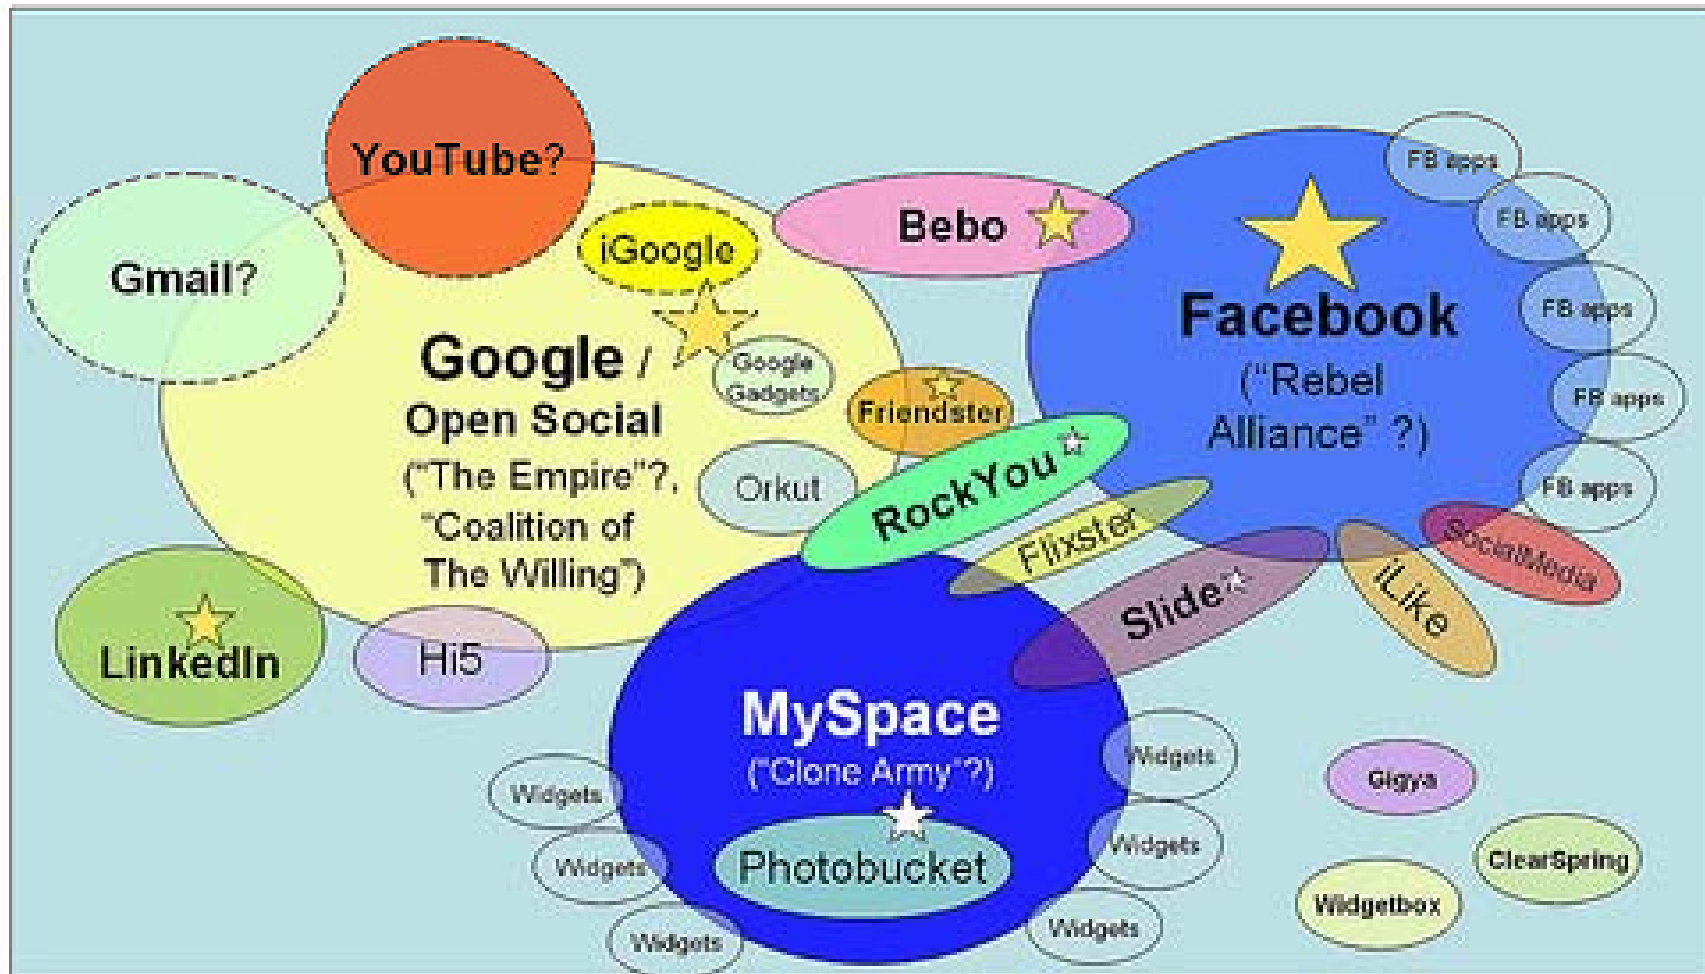 YouTube?
Gmail?
iGoogle
Google /
Open Social
("The Empire"?,
"Coalition of
The Willing")
Google
Gadgets
Orkut
Friendster
Bebo
Facebook
("Rebel
Alliance" ?)
FB apps
FB apps
FB apps
FB apps
FB apps
RockYou
Flixster
Slide
iLike
SocialMedia
LinkedIn
Hi5
MySpace
("Clone Army"?)
Photobucket
Widgets
Widgets
Widgets
Widgets
Widgets
Widgets
Gigya
ClearSpring
Widgetbox